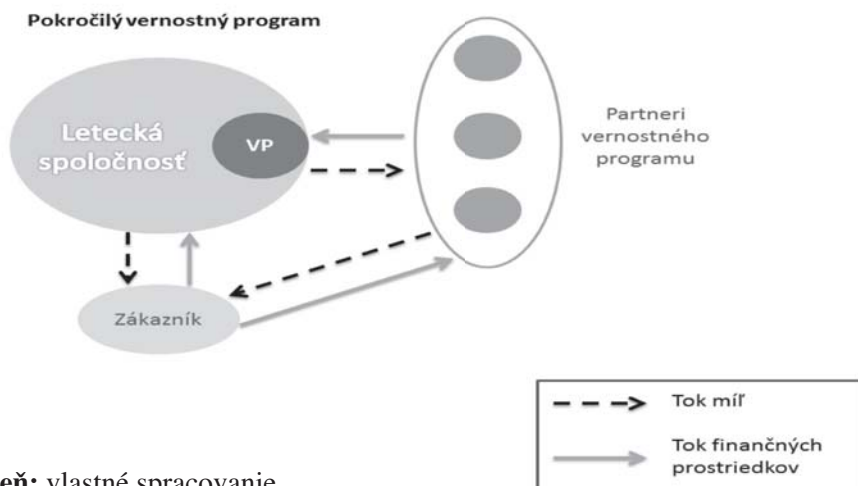 Pokročilý vernostný program
Letecká
spoločnosť
VP
Partneri
vernostného
programu
Zákazník
Tok míľ
Tok finančných
prostriedkov
vlastné spracovanie